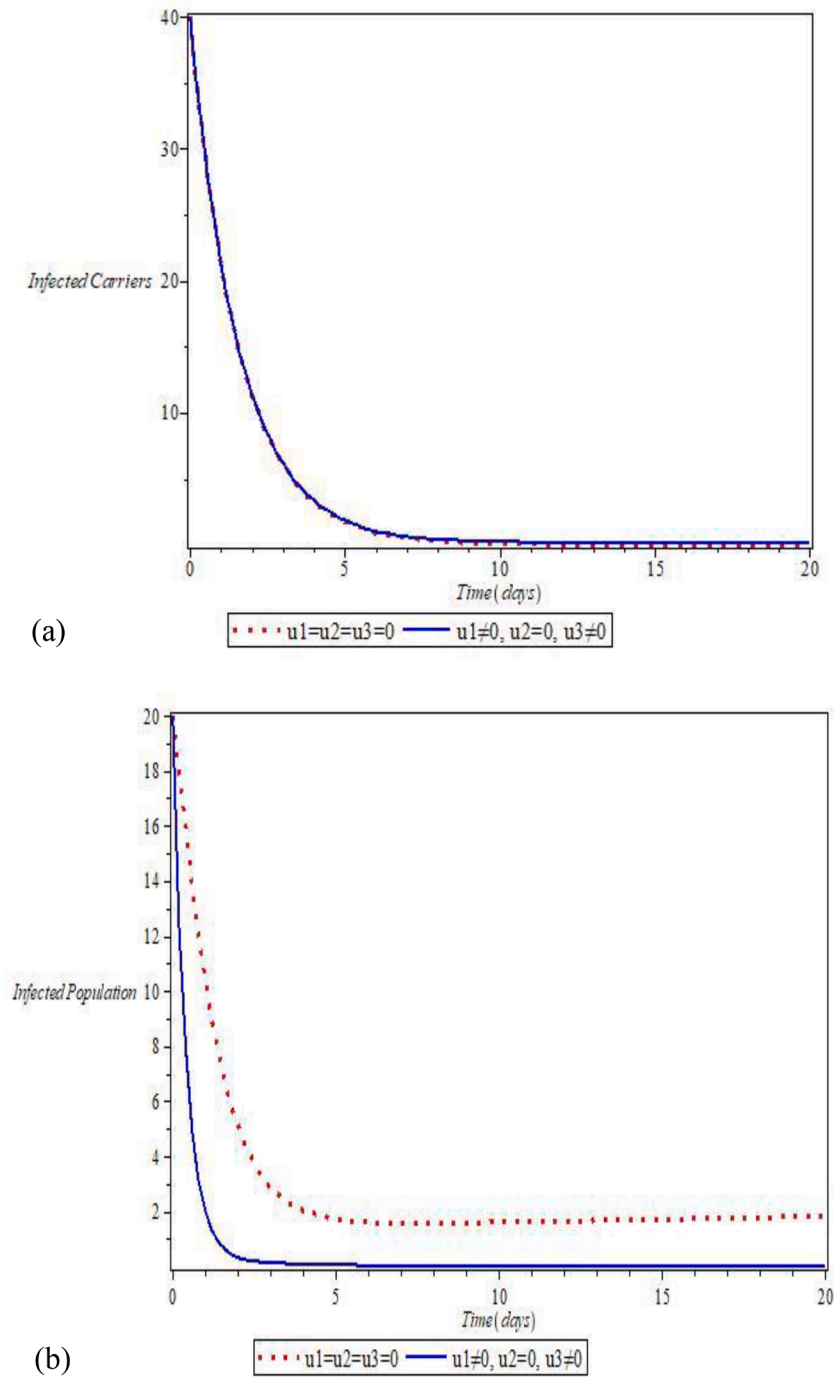 40
30
Infected Carriers 20
10
0 5 10 15 20
Time(days)
u1=u2=u3=0 u1≠0, u2=0, u3≠0
(a)
20
18
16
14
12
Infected Population 10
8
6
4
2
0 5 10 15 20
Time(days)
u1=u2=u3=0 u1≠0, u2=0, u3≠0
(b)